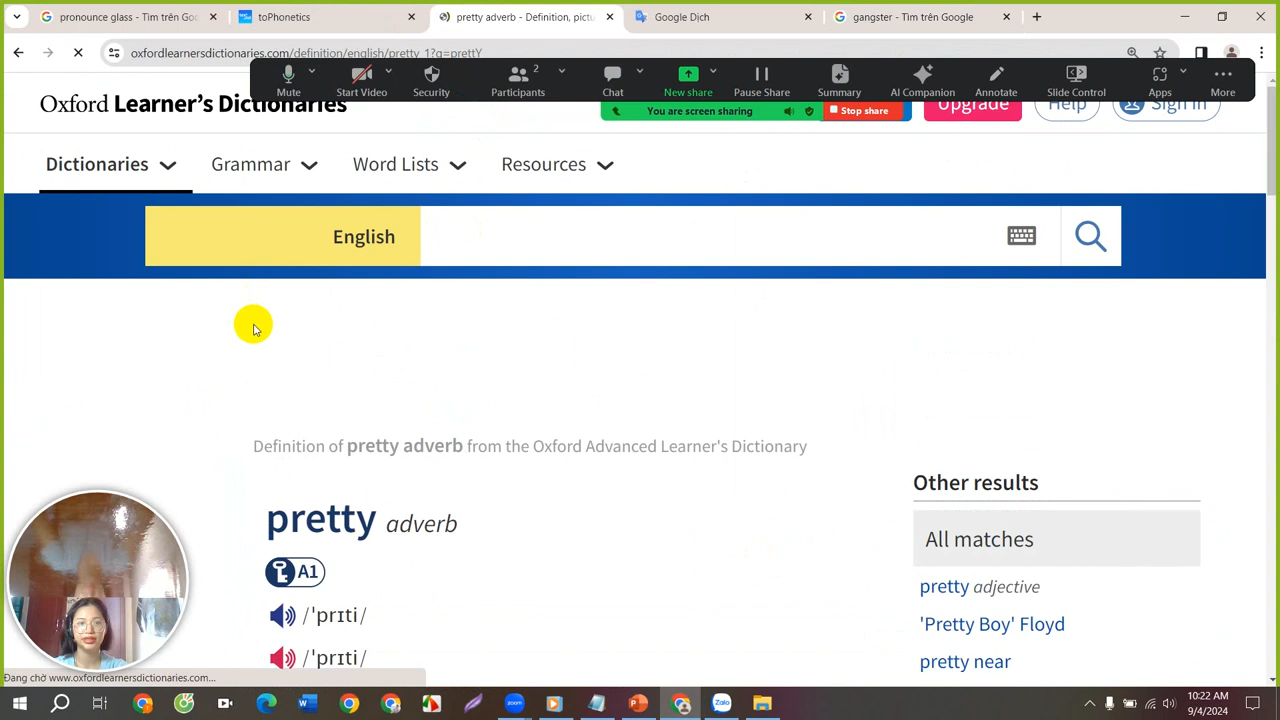 pronounce glass - Tìm trên Goo
toPhonetics
pretty adverb - Definition, pictu
Google Dịch
gangster - Tìm trên Google
oxfordlearnersdictionaries.com/definition/english/pretty_1?q=prettY
Mute
Start Video
Security
Participants
2
Chat
New share
Pause Share
Summary
AI Companion
Annotate
Slide Control
Apps
More
You are screen sharing
Stop share
Oxford Learner's Dictionaries
Upgrade
Help
Sign in
Dictionaries
Grammar
Word Lists
Resources
English
Definition of pretty adverb from the Oxford Advanced Learner's Dictionary
Other results
pretty adverb
All matches
A1
pretty adjective
/ˈprɪti/
'Pretty Boy' Floyd
/ˈprɪti/
pretty near
Đang chờ www.oxfordlearnersdictionaries.com...
zoom
Zalo
10:22 AM
9/4/2024